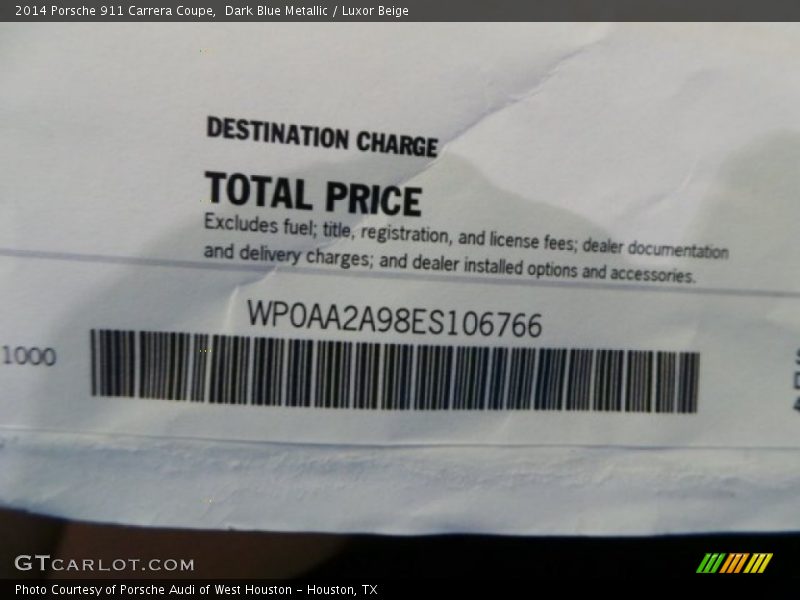 2014 Porsche 911 Carrera Coupe,  Dark Blue Metallic / Luxor Beige
DESTINATION CHARGE
TOTAL PRICE
Excludes fuel; title, registration, and license fees; dealer documentation
and delivery charges; and dealer installed options and accessories.
WP0AA2A98ES106766
1000
GTCARLOT.COM
Photo Courtesy of Porsche Audi of West Houston – Houston, TX